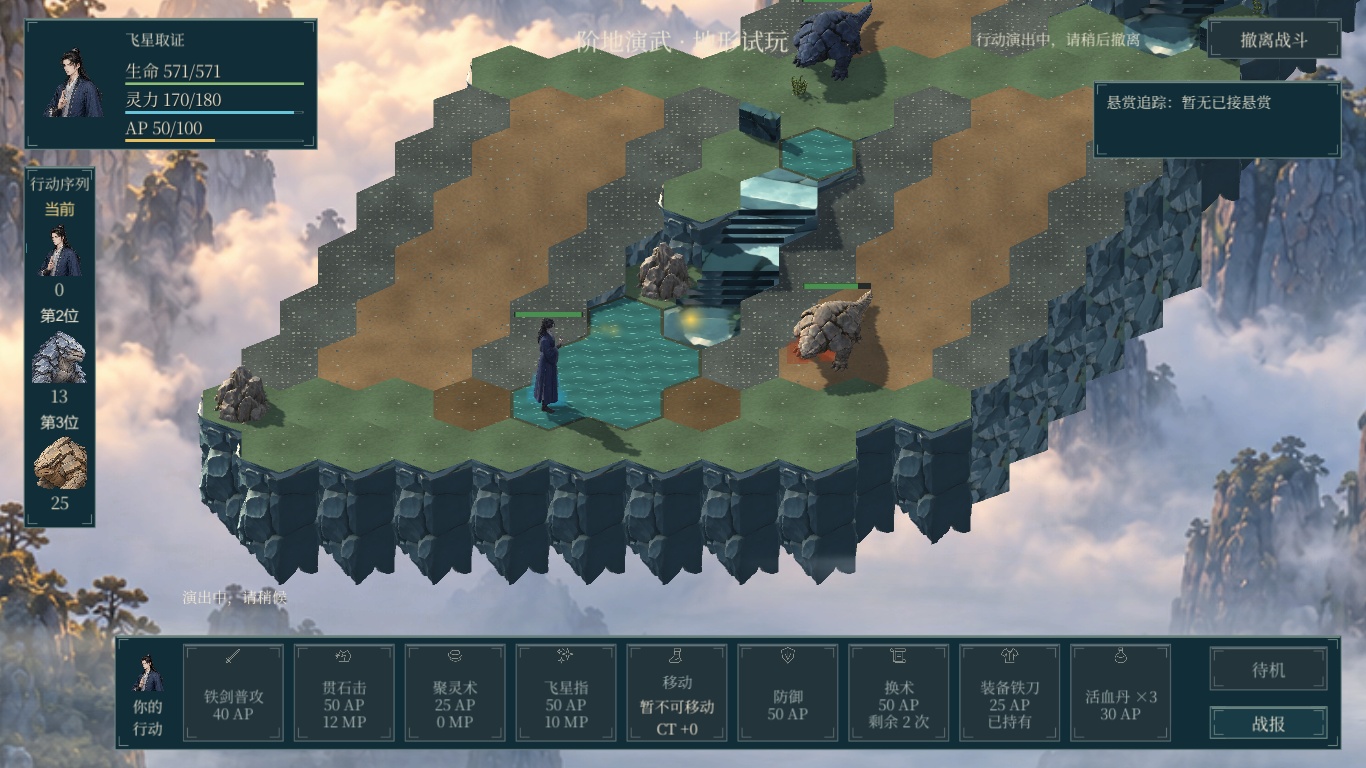 飞星取证
生命 571/571
灵力 170/180
AP 50/100
阶地演武 · 地形试玩
行动演出中，请稍后撤离
撤离战斗
悬赏追踪：暂无已接悬赏
行动序列
当前
0
第2位
13
第3位
25
演出中，请稍候
你的
行动
铁剑普攻
40 AP
贯石击
50 AP
12 MP
聚灵术
25 AP
0 MP
飞星指
50 AP
10 MP
移动
暂不可移动
CT +0
防御
50 AP
换术
50 AP
剩余 2 次
装备铁刀
25 AP
已持有
活血丹 ×3
30 AP
待机
战报